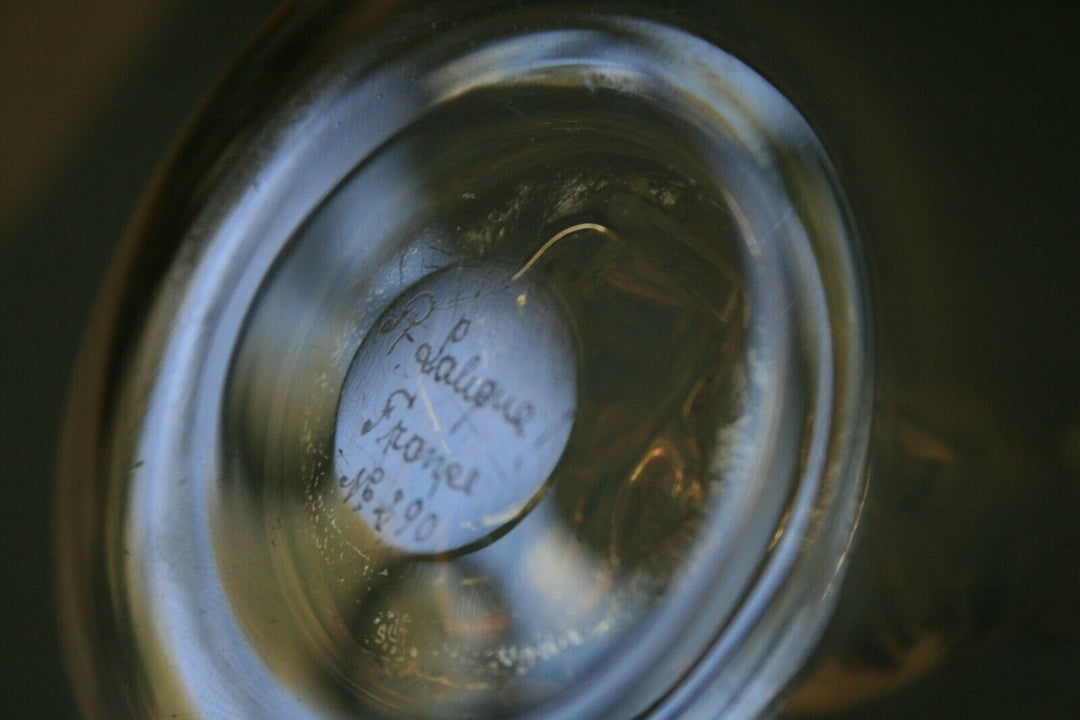 R Lalique
France
No 290